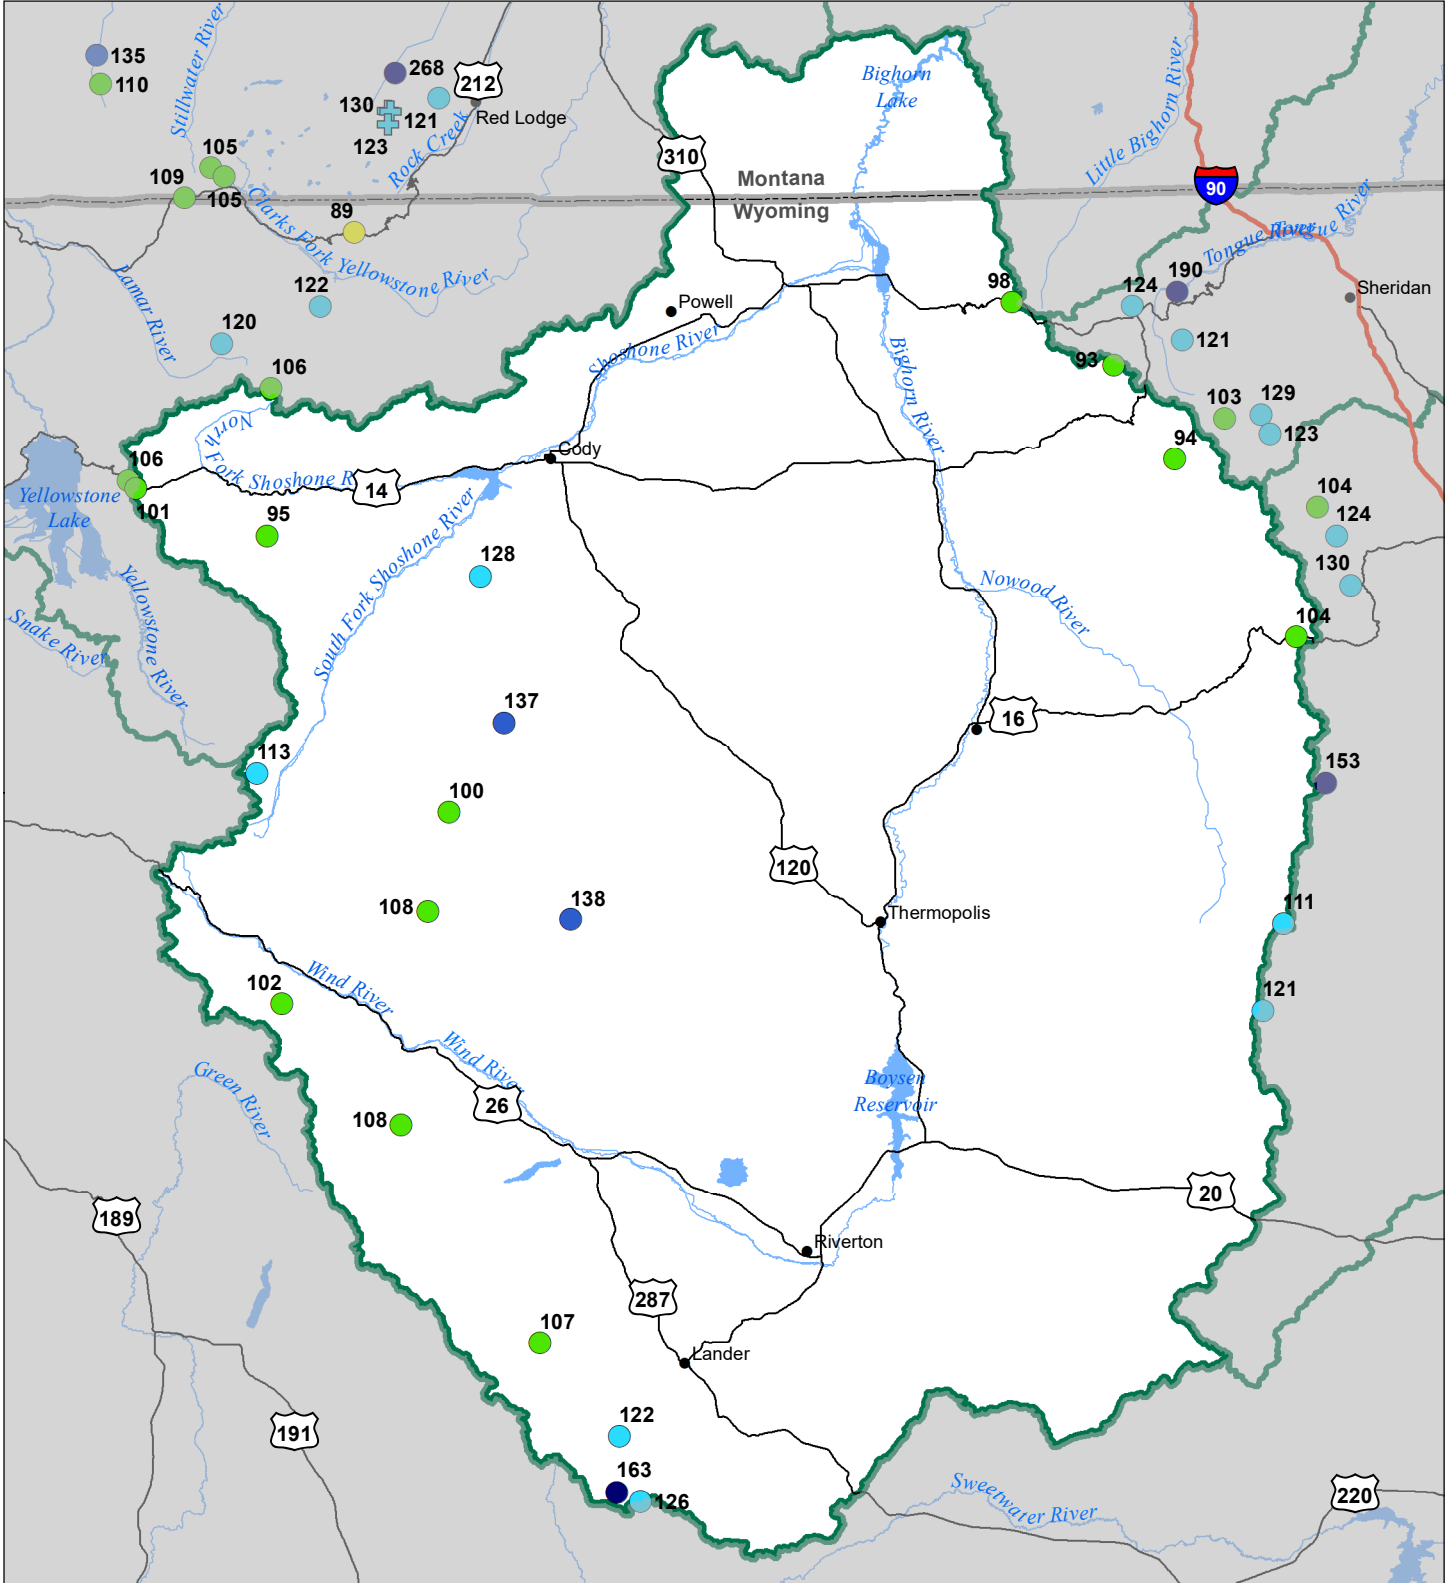 135
110
Stillwater River
268
212
130
121
123
Red Lodge
Rock Creek
105
109
105
Clarks Fork Yellowstone River
89
Bighorn
Lake
310
Montana
Wyoming
Little Bighorn River
90
Tongue River
Tongue River
Lamar River
122
120
106
Powell
Shoshone River
98
124
190
Sheridan
121
93
Bighorn River
103
129
123
94
North
Fork Shoshone R
14
Cody
106
101
Yellowstone
Lake
95
South Fork Shoshone River
128
104
124
130
104
Nowood River
Yellowstone River
Snake River
137
16
113
100
153
120
108
138
Thermopolis
111
102
Wind River
121
Wind River
Green River
Boysen
Reservoir
26
108
20
189
Riverton
287
107
Lander
191
122
163
126
Sweetwater River
220